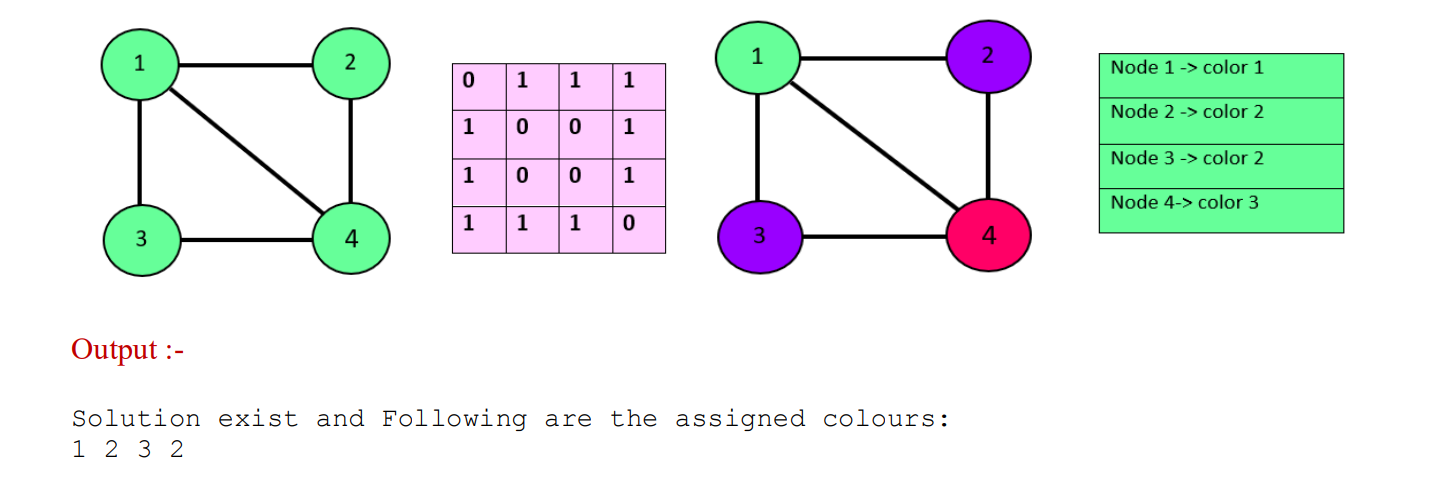 1
2
3
4
0 1 1 1
1 0 0 1
1 0 0 1
1 1 1 0
1
2
3
4
Node 1 -> color 1
Node 2 -> color 2
Node 3 -> color 2
Node 4-> color 3
Output :-
Solution exist and Following are the assigned colours:
1 2 3 2